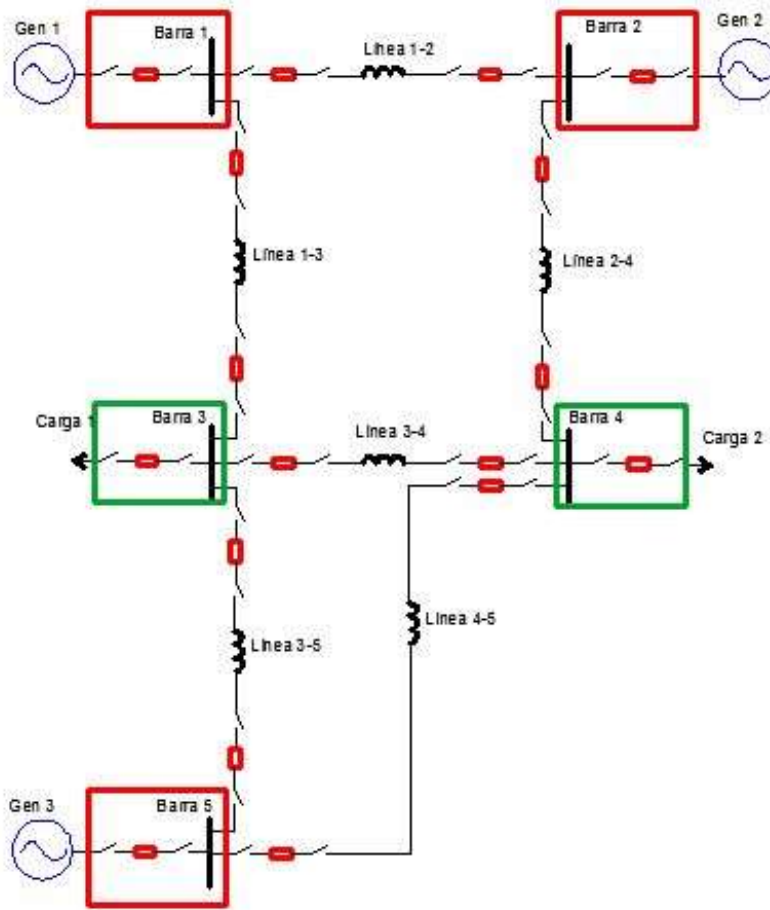 Gen 1
Barra 1
Línea 1-2
Barra 2
Gen 2
Línea 1-3
Línea 2-4
Carga 1
Barra 3
Línea 3-4
Barra 4
Carga 2
Línea 3-5
Línea 4-5
Gen 3
Barra 5